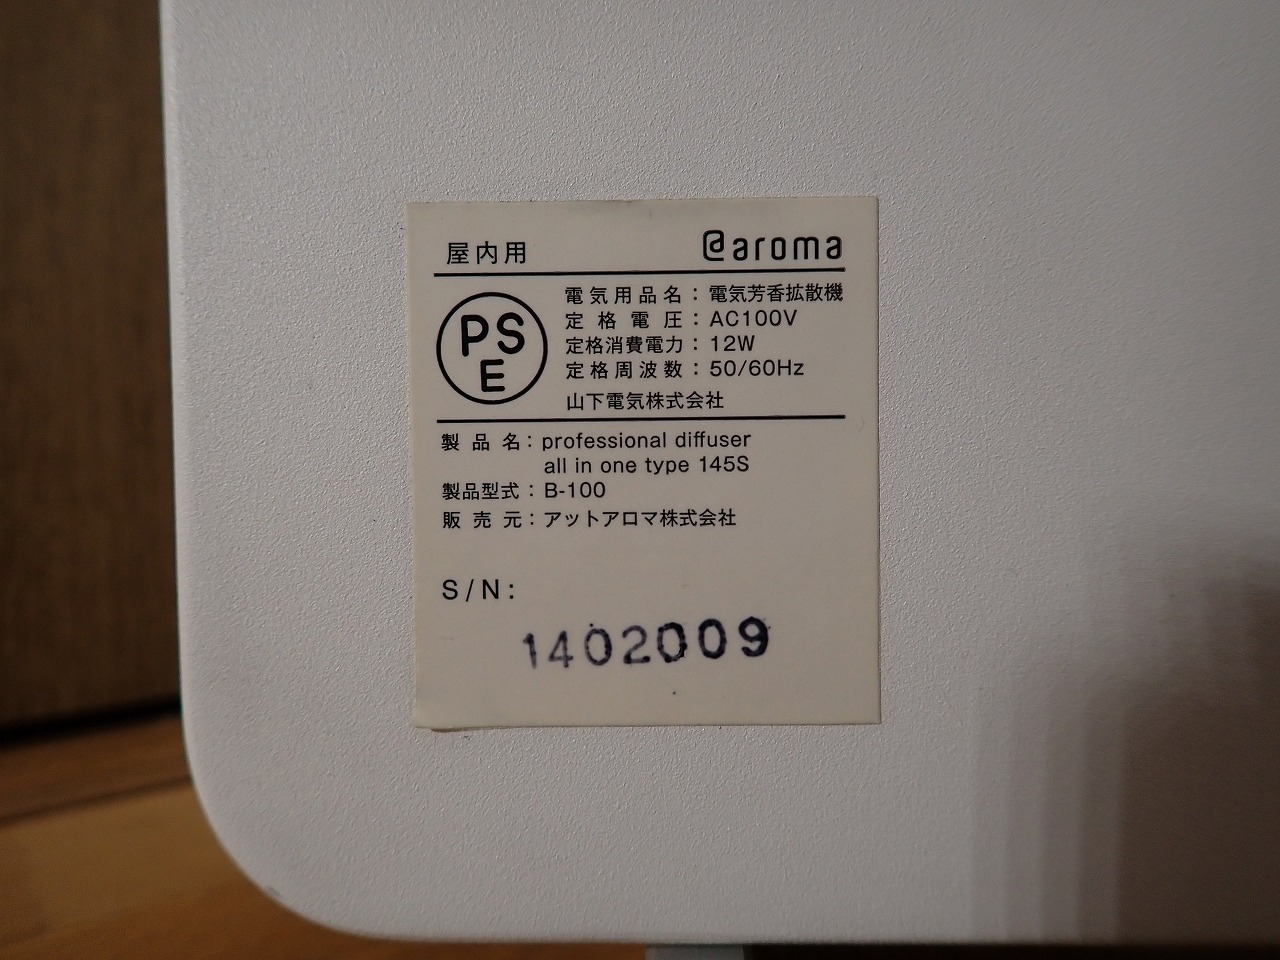 屋内用 @aroma
PSE
電気用品名：電気芳香拡散機
定格電圧：AC100V
定格消費電力：12W
定格周波数：50/60Hz
山下電気株式会社
製品名：professional diffuser
all in one type 145S
製品型式：B-100
販売元：アットアロマ株式会社
S/N:
1402009